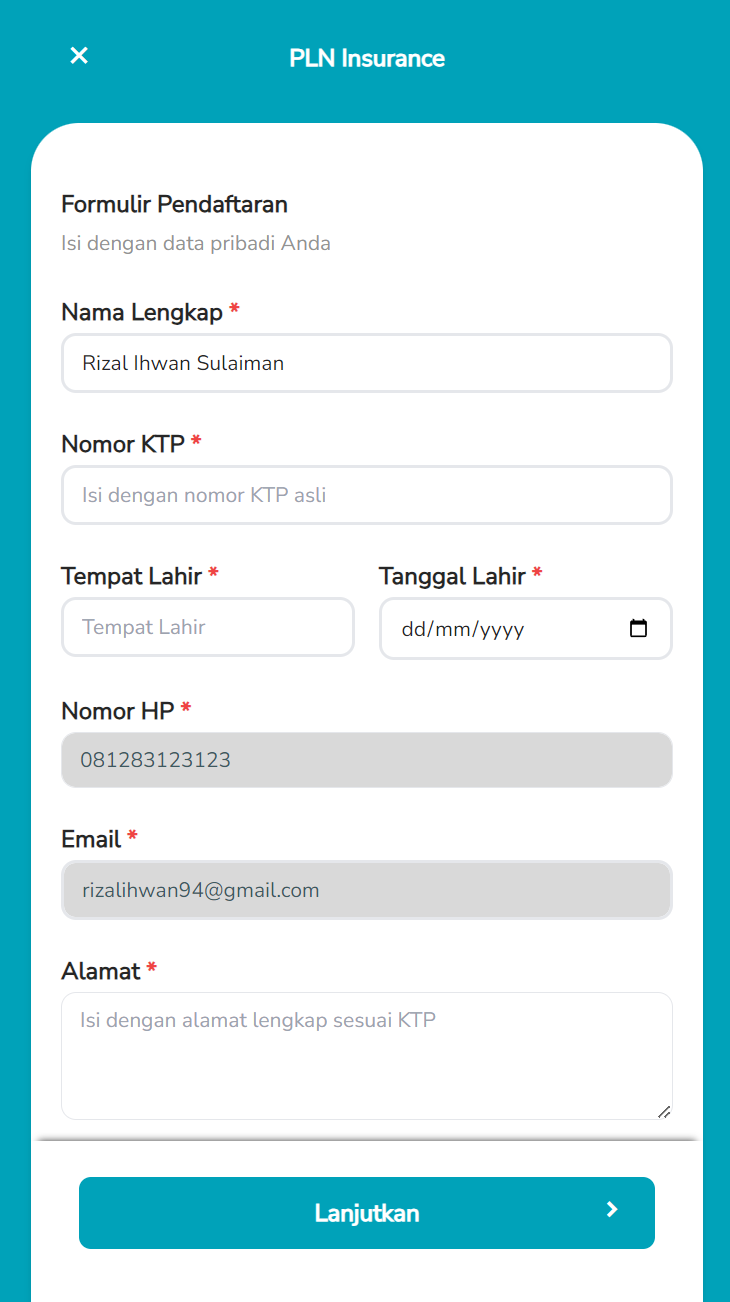 PLN Insurance
Formulir Pendaftaran
Isi dengan data pribadi Anda
Nama Lengkap *
Rizal Ihwan Sulaiman
Nomor KTP *
Isi dengan nomor KTP asli
Tempat Lahir * Tanggal Lahir *
Tempat Lahir dd/mm/yyyy
Nomor HP *
081283123123
Email *
rizalihwan94@gmail.com
Alamat *
Isi dengan alamat lengkap sesuai KTP
Lanjutkan